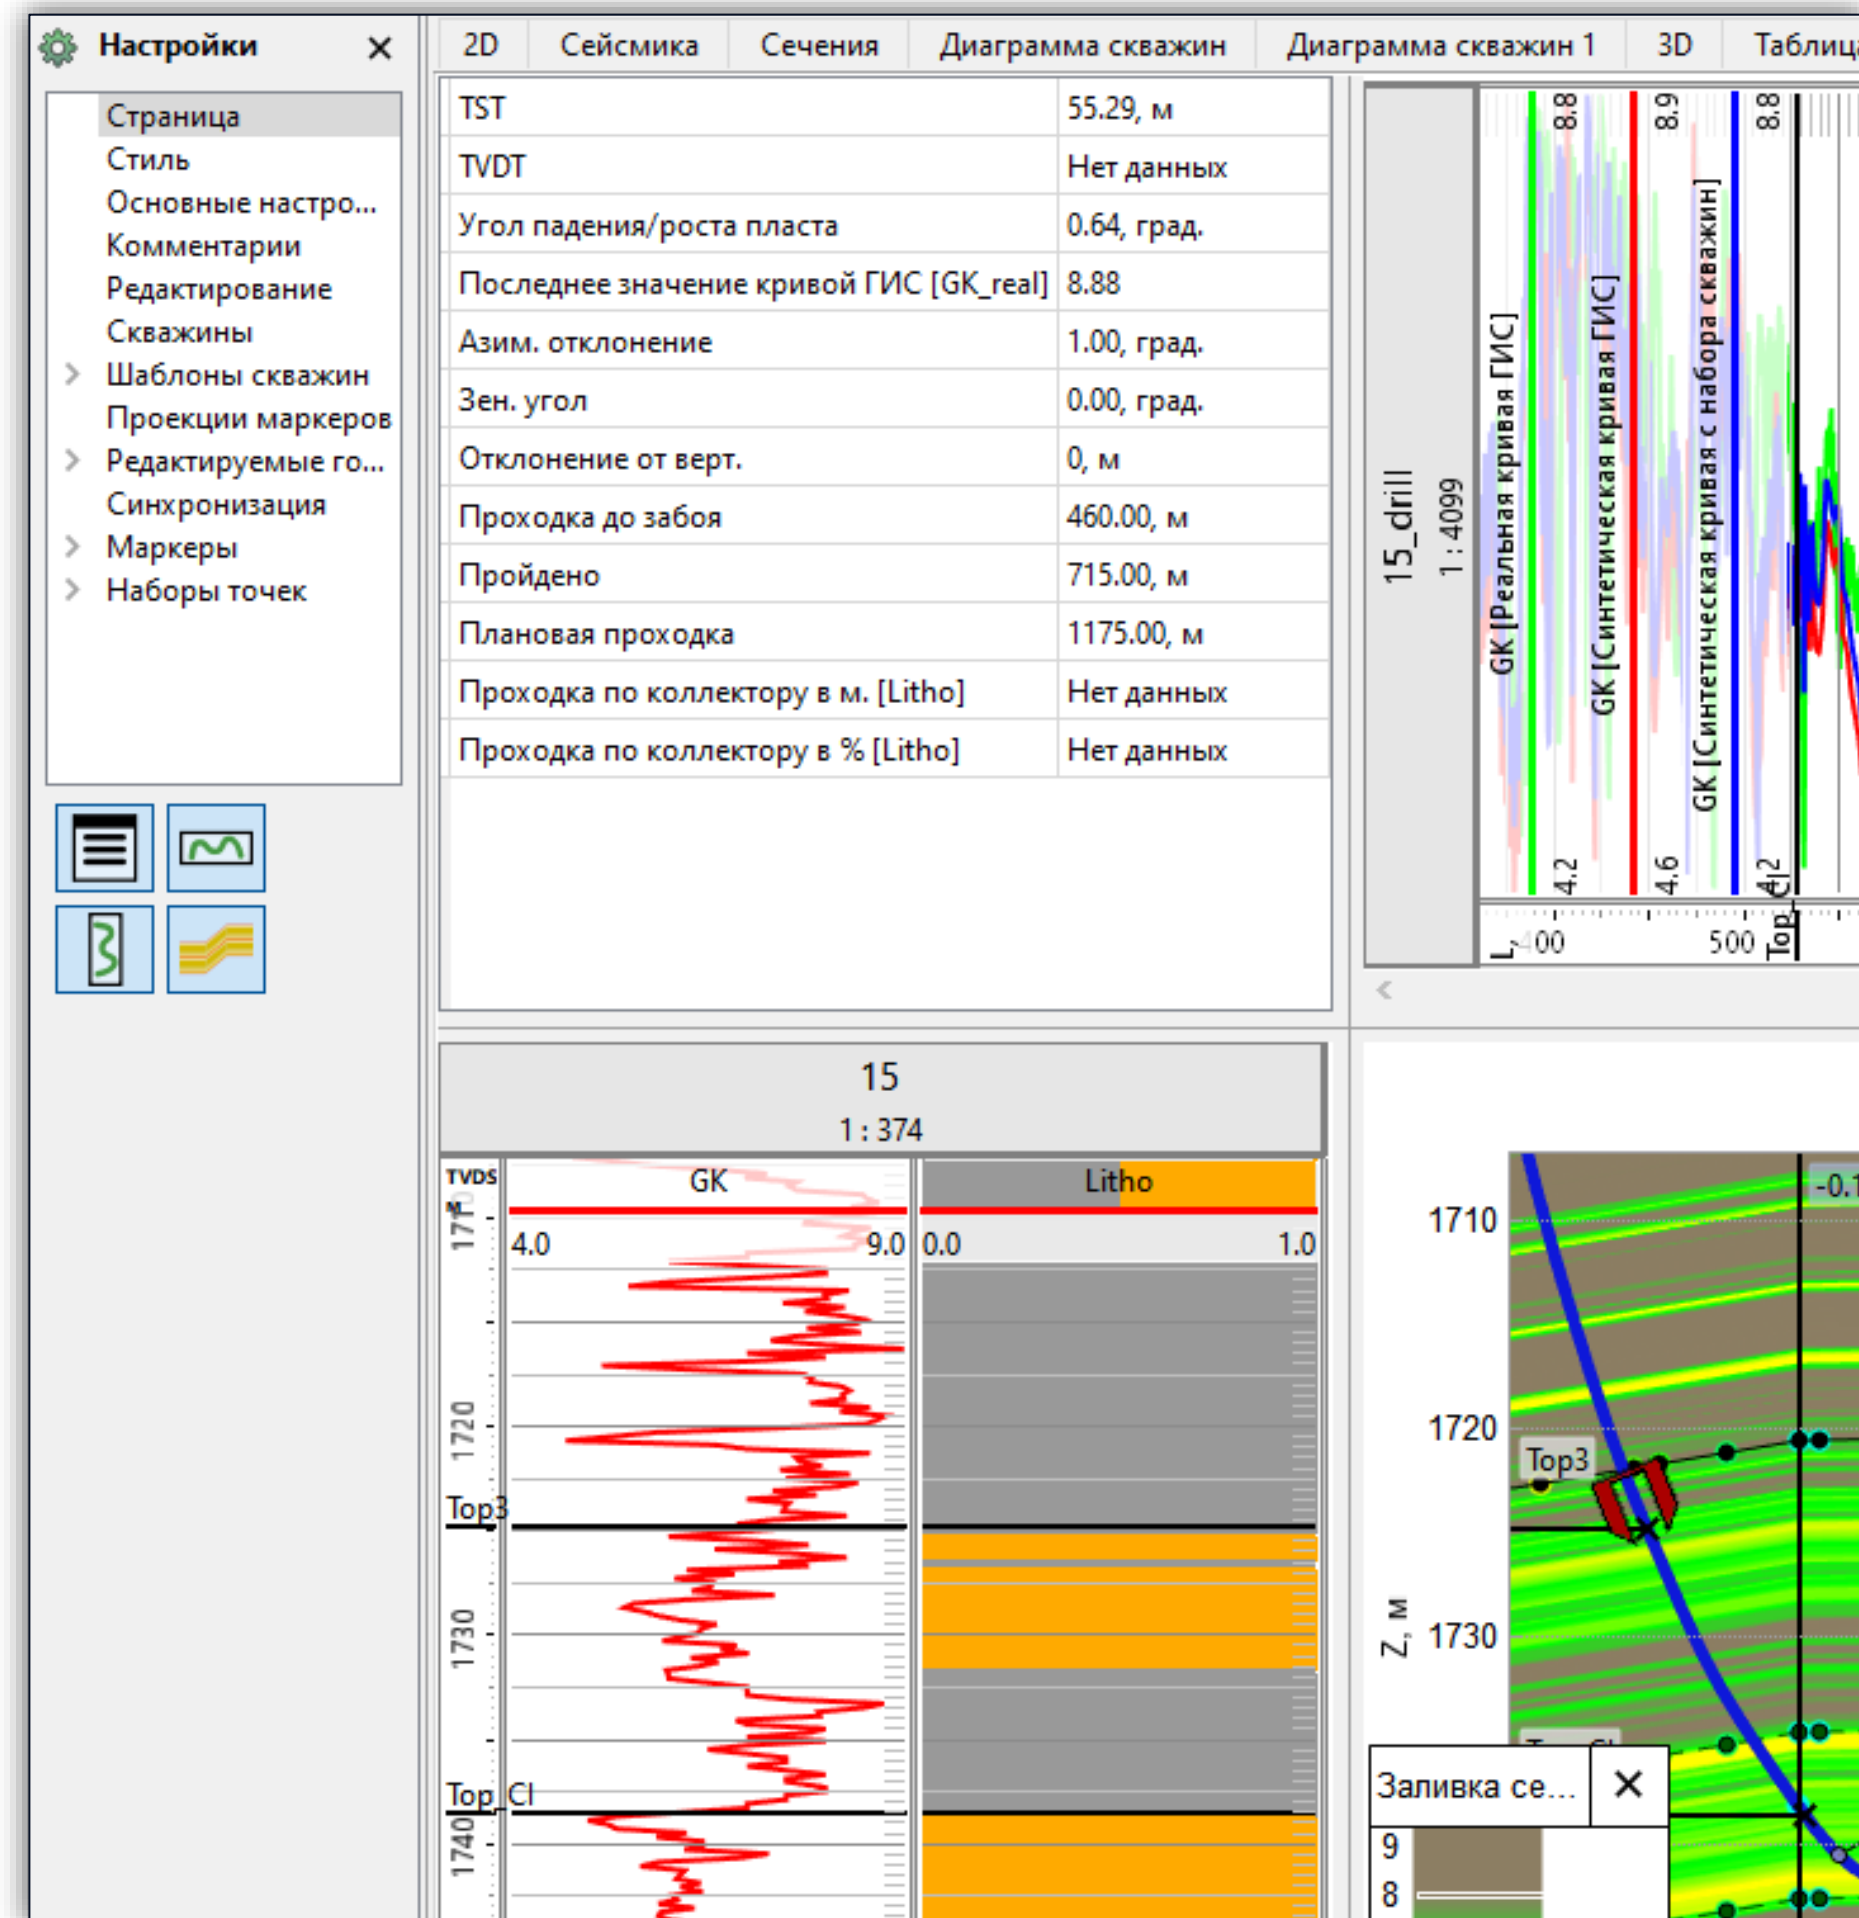 Настройки
2D Сейсмика Сечения Диаграмма скважин Диаграмма скважин 1 3D Таблица
Страница
Стиль
Основные настро...
Комментарии
Редактирование
Скважины
Шаблоны скважин
Проекции маркеров
Редактируемые го...
Синхронизация
Маркеры
Наборы точек
TST 55.29, м
TVDT Нет данных
Угол падения/роста пласта 0.64, град.
Последнее значение кривой ГИС [GK_real] 8.88
Азим. отклонение 1.00, град.
Зен. угол 0.00, град.
Отклонение от верт. 0, м
Проходка до забоя 460.00, м
Пройдено 715.00, м
Плановая проходка 1175.00, м
Проходка по коллектору в м. [Litho] Нет данных
Проходка по коллектору в % [Litho] Нет данных
15_drill
1 : 4099
GK [Реальная кривая ГИС]
4.2 8.8
GK [Синтетическая кривая ГИС]
4.6 8.9
GK [Синтетическая кривая с набора скважин]
4.2 8.8
L, 400 500 Top_Cl
15
1 : 374
TVDS GK Litho
м
4.0 9.0 0.0 1.0
1710
1720
Top3
1730
Top_Cl
1740
-0.1
1710
1720
Top3
Z, м
1730
Заливка се...
9
8